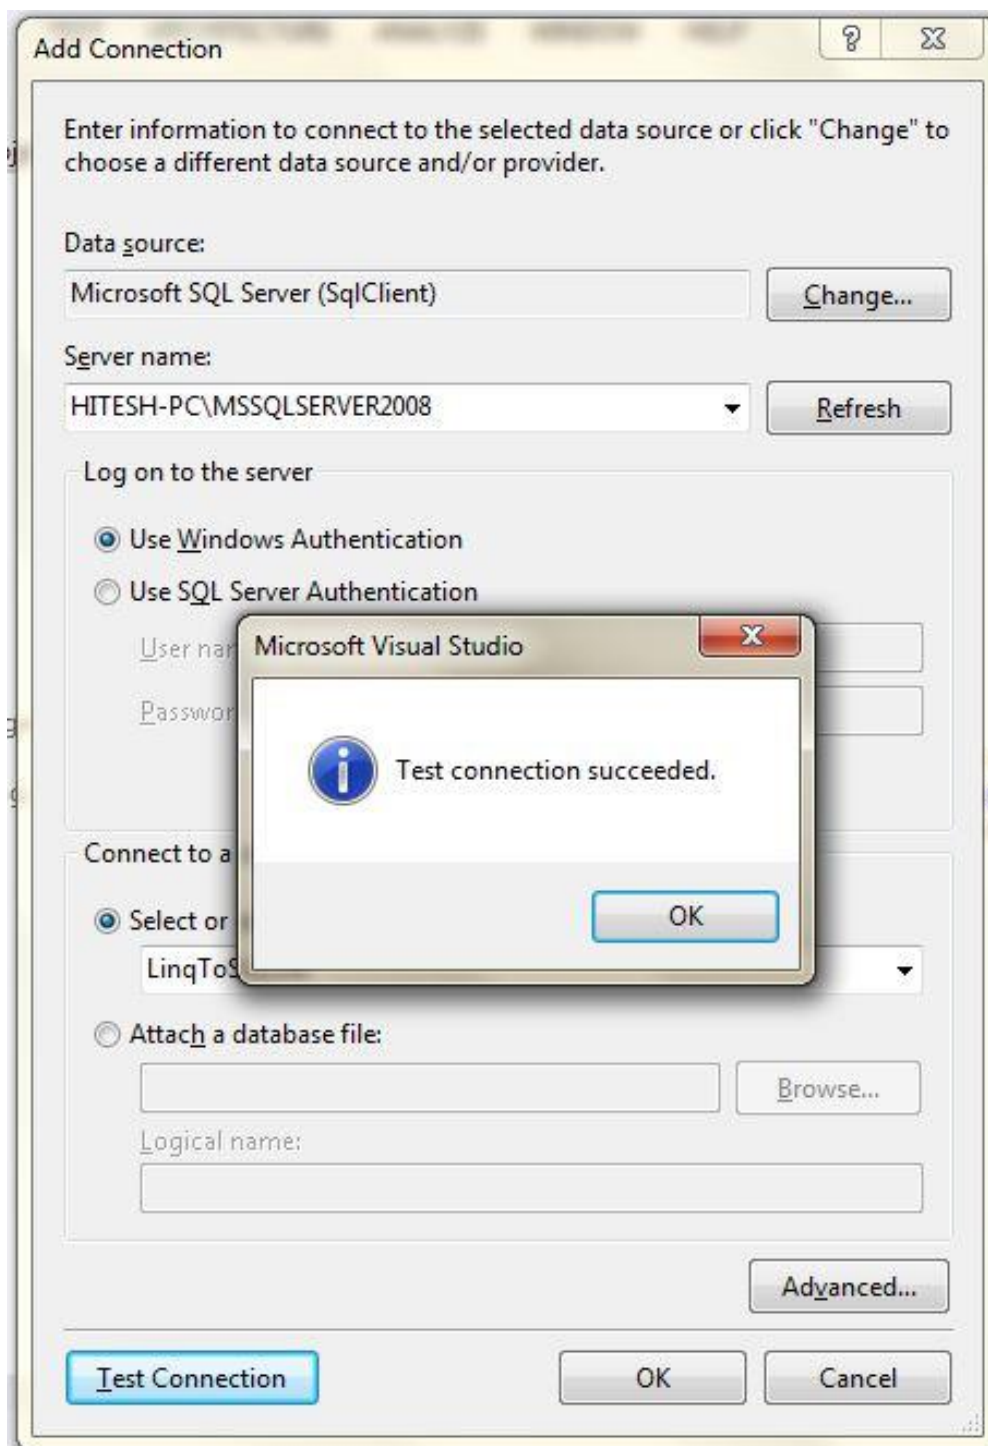 Add Connection
Enter information to connect to the selected data source or click "Change" to
choose a different data source and/or provider.
Data source:
Microsoft SQL Server (SqlClient)
Change...
Server name:
HITESH-PC\MSSQLSERVER2008
Refresh
Log on to the server
Use Windows Authentication
Use SQL Server Authentication
User
Microsoft Visual Studio
Test connection succeeded.
OK
Connect to a
Select or
Attach a database file:
Browse...
Logical name:
Advanced...
Test Connection
OK
Cancel